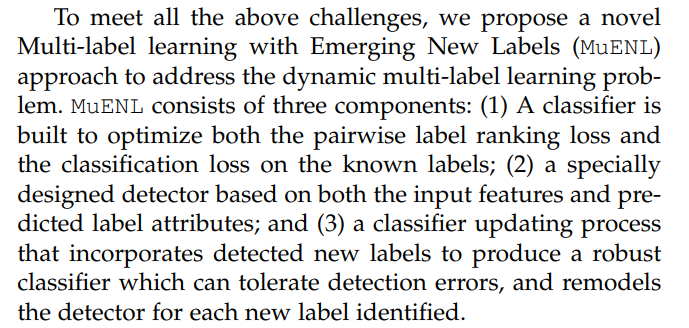 To meet all the above challenges, we propose a novel
Multi-label learning with Emerging New Labels (MuENL)
approach to address the dynamic multi-label learning prob-
lem. MuENL consists of three components: (1) A classifier is
built to optimize both the pairwise label ranking loss and
the classification loss on the known labels; (2) a specially
designed detector based on both the input features and pre-
dicted label attributes; and (3) a classifier updating process
that incorporates detected new labels to produce a robust
classifier which can tolerate detection errors, and remodels
the detector for each new label identified.